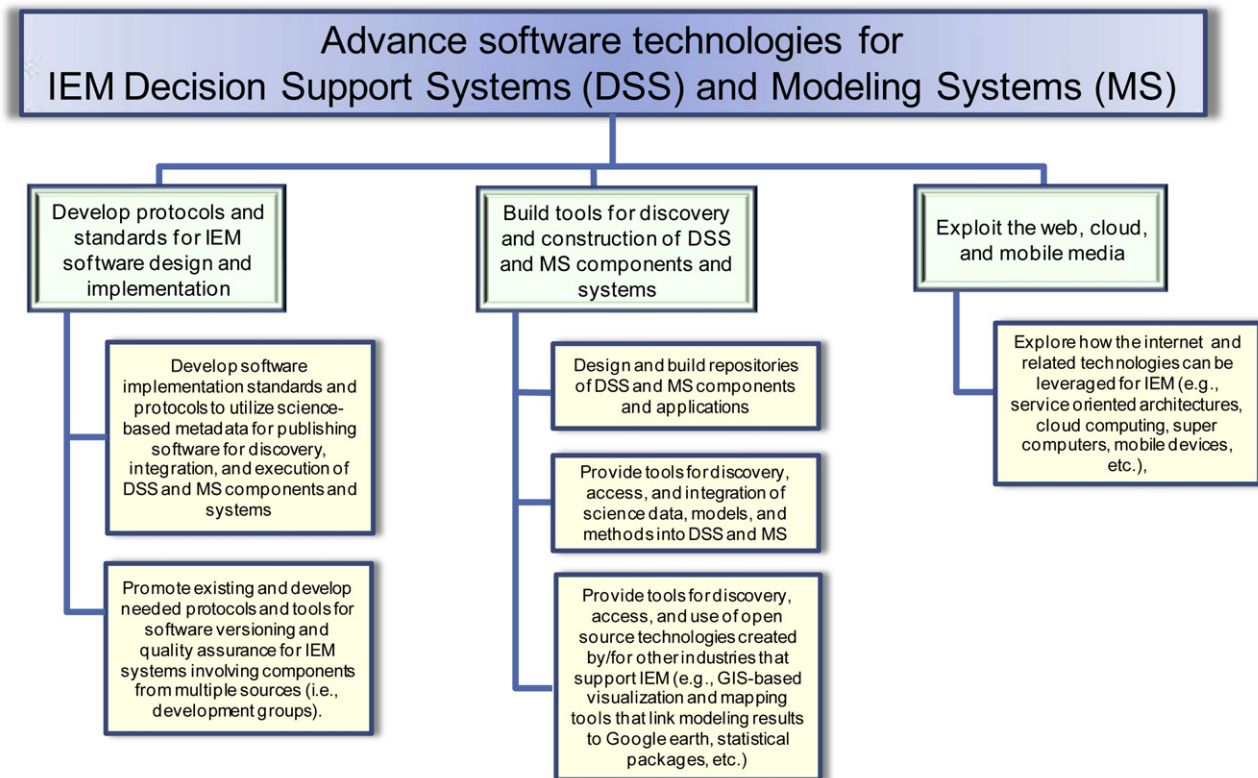 Advance software technologies for
IEM Decision Support Systems (DSS) and Modeling Systems (MS)
Develop protocols and
standards for IEM
software design and
implementation
Develop software
implementation standards and
protocols to utilize science-
based metadata for publishing
software for discovery,
integration, and execution of
DSS and MS components and
systems
Promote existing and develop
needed protocols and tools for
software versioning and
quality assurance for IEM
systems involving components
from multiple sources (i.e.,
development groups).
Build tools for discovery
and construction of DSS
and MS components and
systems
Design and build repositories
of DSS and MS components
and applications
Provide tools for discovery,
access, and integration of
science data, models, and
methods into DSS and MS
Provide tools for discovery,
access, and use of open
source technologies created
by/for other industries that
support IEM (e.g., GIS-based
visualization and mapping
tools that link modeling results
to Google earth, statistical
packages, etc.)
Exploit the web, cloud,
and mobile media
Explore how the internet and
related technologies can be
leveraged for IEM (e.g.,
service oriented architectures,
cloud computing, super
computers, mobile devices,
etc.),